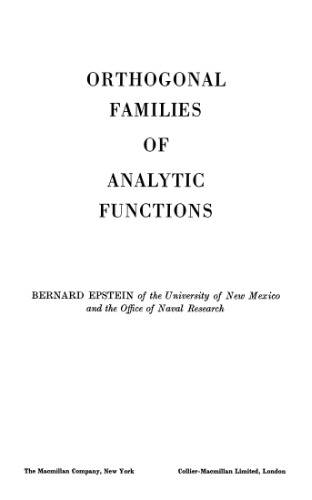 ORTHOGONAL
FAMILIES
OF
ANALYTIC
FUNCTIONS
BERNARD EPSTEIN of the University of New Mexico
and the Office of Naval Research
The Macmillan Company, New York Collier-Macmillan Limited, London